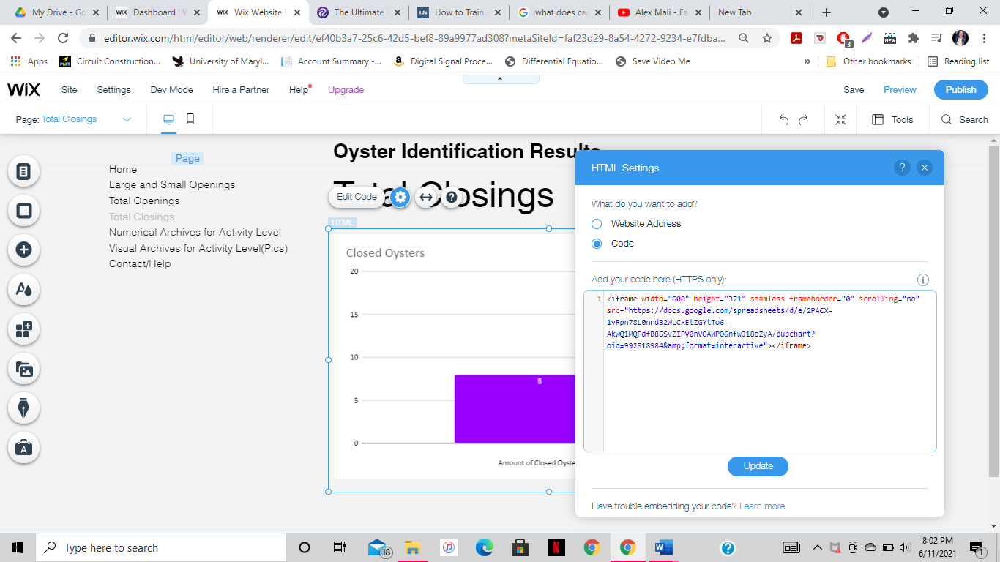 My Drive - Go
WIX Dashboard | W
WIX Wix Website E
The Ultimate
tds How to Train
what does ca
Alex Mali - Fa
New Tab
editor.wix.com/html/editor/web/renderer/edit/ef40b3a7-25c6-42d5-bef8-89a9977ad308?metaSiteId=faf23d29-8a54-4272-9234-e7fdba...
3
NEW
Apps
PhET
Circuit Construction...
University of Maryl...
Account Summary -...
Digital Signal Proce...
Differential Equatio...
Save Video Me
»
Other bookmarks
Reading list
WIX
Site
Settings
Dev Mode
Hire a Partner
Help
Upgrade
Save
Preview
Publish
Page: Total Closings
Tools
Search
Page
Home
Large and Small Openings
Total Openings
Total Closings
Numerical Archives for Activity Level
Visual Archives for Activity Level(Pics)
Contact/Help
Oyster Identification Results
Total Closings
Edit Code
?
HTML
Closed Oysters
20
15
10
5
0
8
Amount of Closed Oyste
HTML Settings
?
What do you want to add?
Website Address
Code
Add your code here (HTTPS only):
1 <iframe width="600" height="371" seamless frameborder="0" scrolling="no"
src="https://docs.google.com/spreadsheets/d/e/2PACX-
1vRpn78L0nrd32WLCxEtZGYtTo6-
AkwQ1MQFdfB85SvZIPV0nVOAWPO6nfwJ18oZyA/pubchart?
oid=992818984&amp;format=interactive"></iframe>
Update
Have trouble embedding your code? Learn more
Type here to search
18
8:02 PM
6/11/2021
1